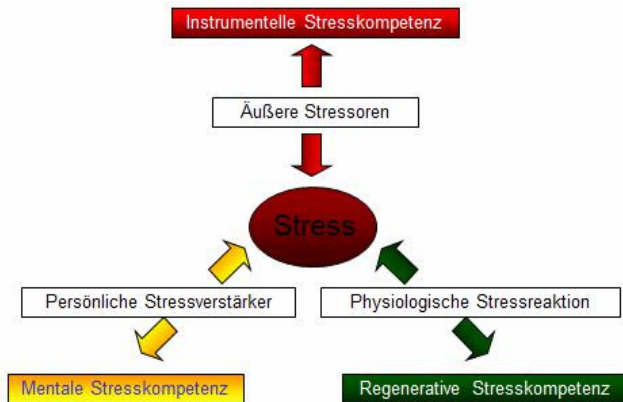 Instrumentelle Stresskompetenz
Äußere Stressoren
Stress
Persönliche Stressverstärker
Physiologische Stressreaktion
Mentale Stresskompetenz
Regenerative Stresskompetenz